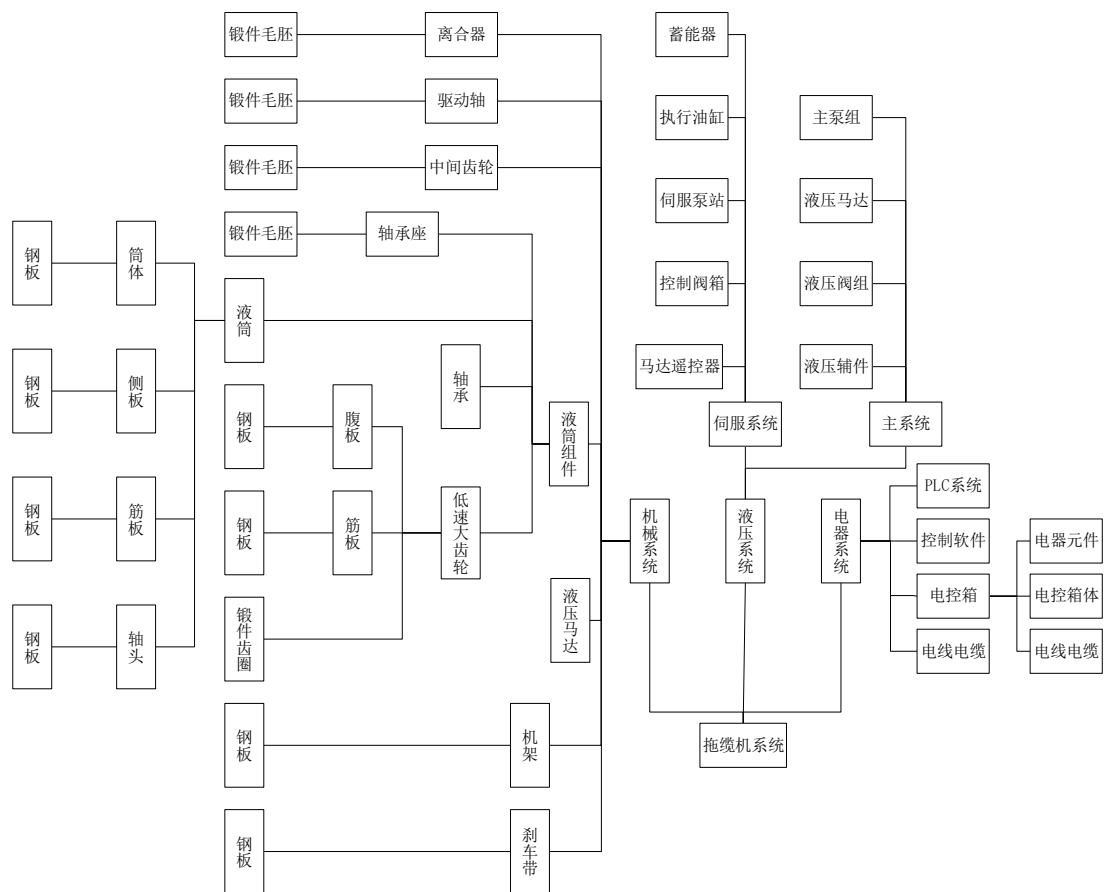 锻件毛胚
离合器
蓄能器
锻件毛胚
驱动轴
执行油缸
主泵组
锻件毛胚
中间齿轮
伺服泵站
液压马达
锻件毛胚
轴承座
钢板
筒体
控制阀箱
液压阀组
液筒
马达遥控器
液压辅件
轴承
钢板
侧板
钢板
腹板
液筒组件
伺服系统
主系统
PLC系统
钢板
筋板
钢板
筋板
低速大齿轮
机械系统
液压系统
电器系统
控制软件
电器元件
电控箱
电控箱体
液压马达
锻件齿圈
钢板
轴头
电线电缆
电线电缆
钢板
机架
拖缆机系统
钢板
刹车带